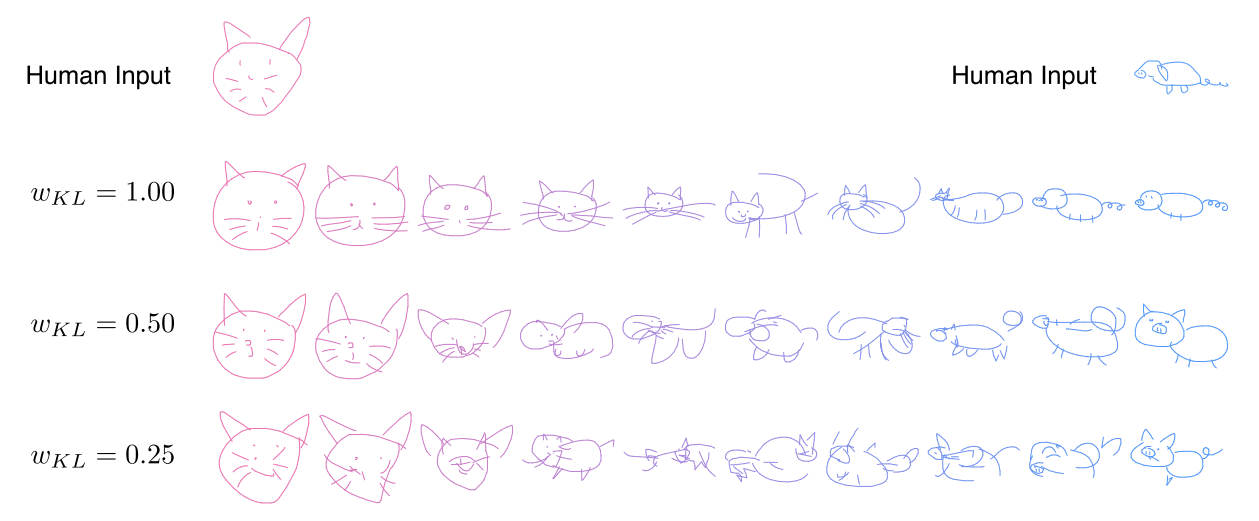 Human Input
Human Input
w_{KL} = 1.00
w_{KL} = 0.50
w_{KL} = 0.25